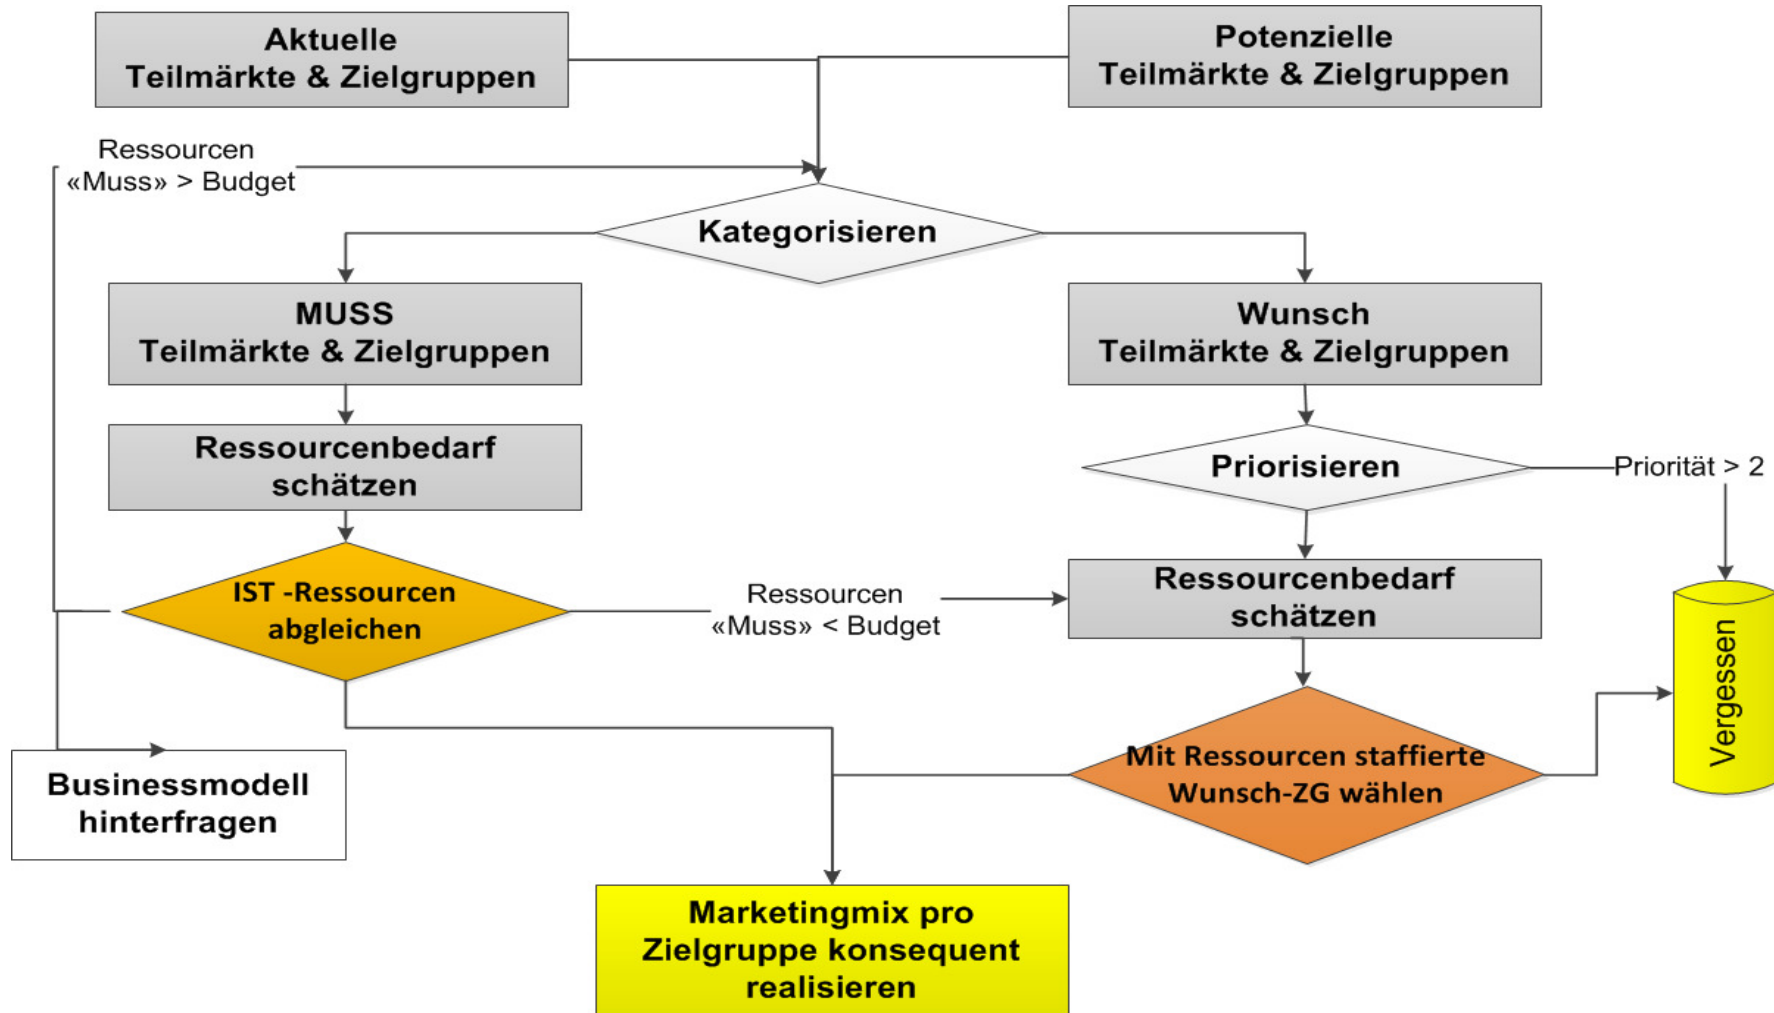 Aktuelle
Teilmärkte & Zielgruppen
Potenzielle
Teilmärkte & Zielgruppen
Ressourcen
«Muss» > Budget
Kategorisieren
MUSS
Teilmärkte & Zielgruppen
Wunsch
Teilmärkte & Zielgruppen
Ressourcenbedarf
schätzen
Priorisieren
Priorität > 2
IST -Ressourcen
abgleichen
Ressourcen
«Muss» < Budget
Ressourcenbedarf
schätzen
Vergessen
Businessmodell
hinterfragen
Mit Ressourcen staffierte
Wunsch-ZG wählen
Marketingmix pro
Zielgruppe konsequent
realisieren